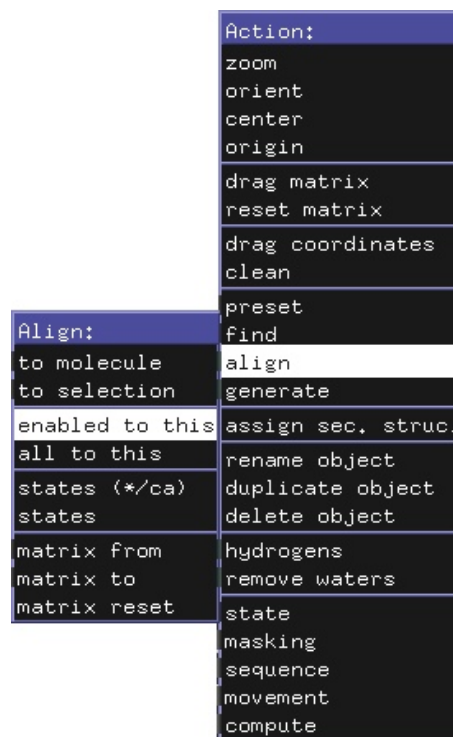 Action:
zoom
orient
center
origin
drag matrix
reset matrix
drag coordinates
clean
preset
find
align
generate
assign sec. struc.
rename object
duplicate object
delete object
hydrogens
remove waters
state
masking
sequence
movement
compute
Align:
to molecule
to selection
enabled to this
all to this
states (*/ca)
states
matrix from
matrix to
matrix reset